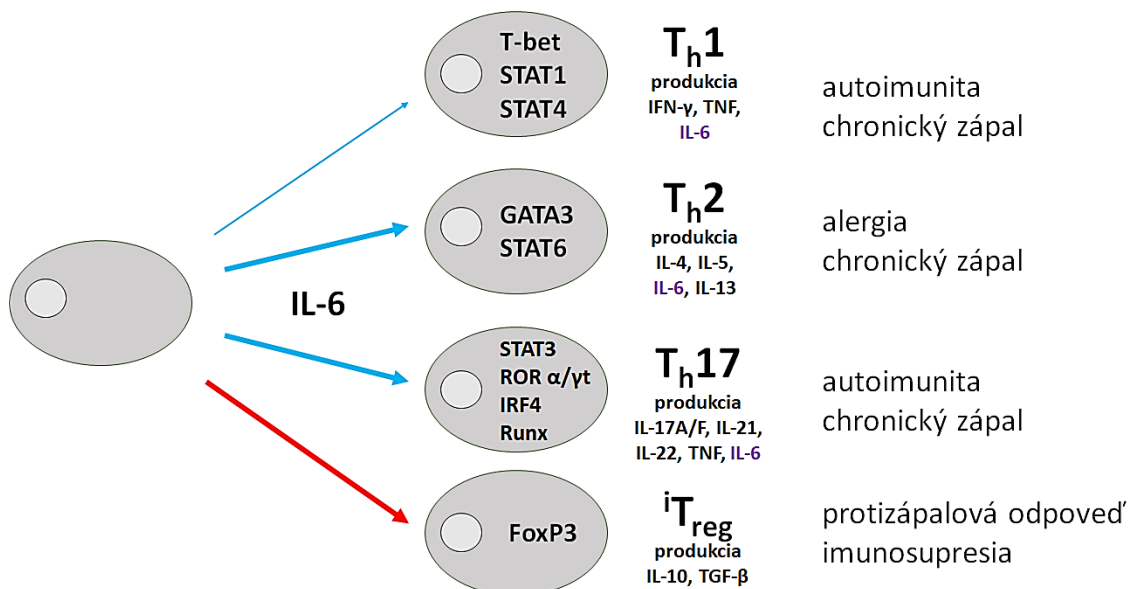 IL-6
T-bet
STAT1
STAT4
Th1
produkcia
IFN-γ, TNF,
IL-6
autoimunita
chronický zápal
GATA3
STAT6
Th2
produkcia
IL-4, IL-5,
IL-6, IL-13
alergia
chronický zápal
STAT3
ROR α/γt
IRF4
Runx
Th17
produkcia
IL-17A/F, IL-21,
IL-22, TNF, IL-6
autoimunita
chronický zápal
FoxP3
iTreg
produkcia
IL-10, TGF-β
protizápalová odpoveď
imunosupresia